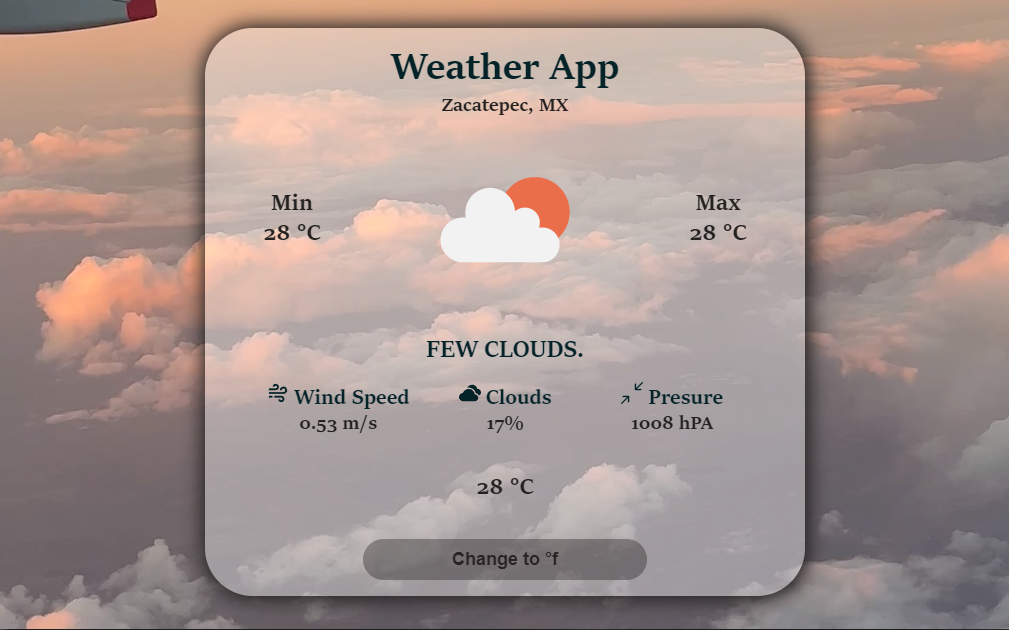 Weather App
Zacatepec, MX
Min
28 °C
Max
28 °C
FEW CLOUDS.
Wind Speed
0.53 m/s
Clouds
17%
Presure
1008 hPA
28 °C
Change to °f